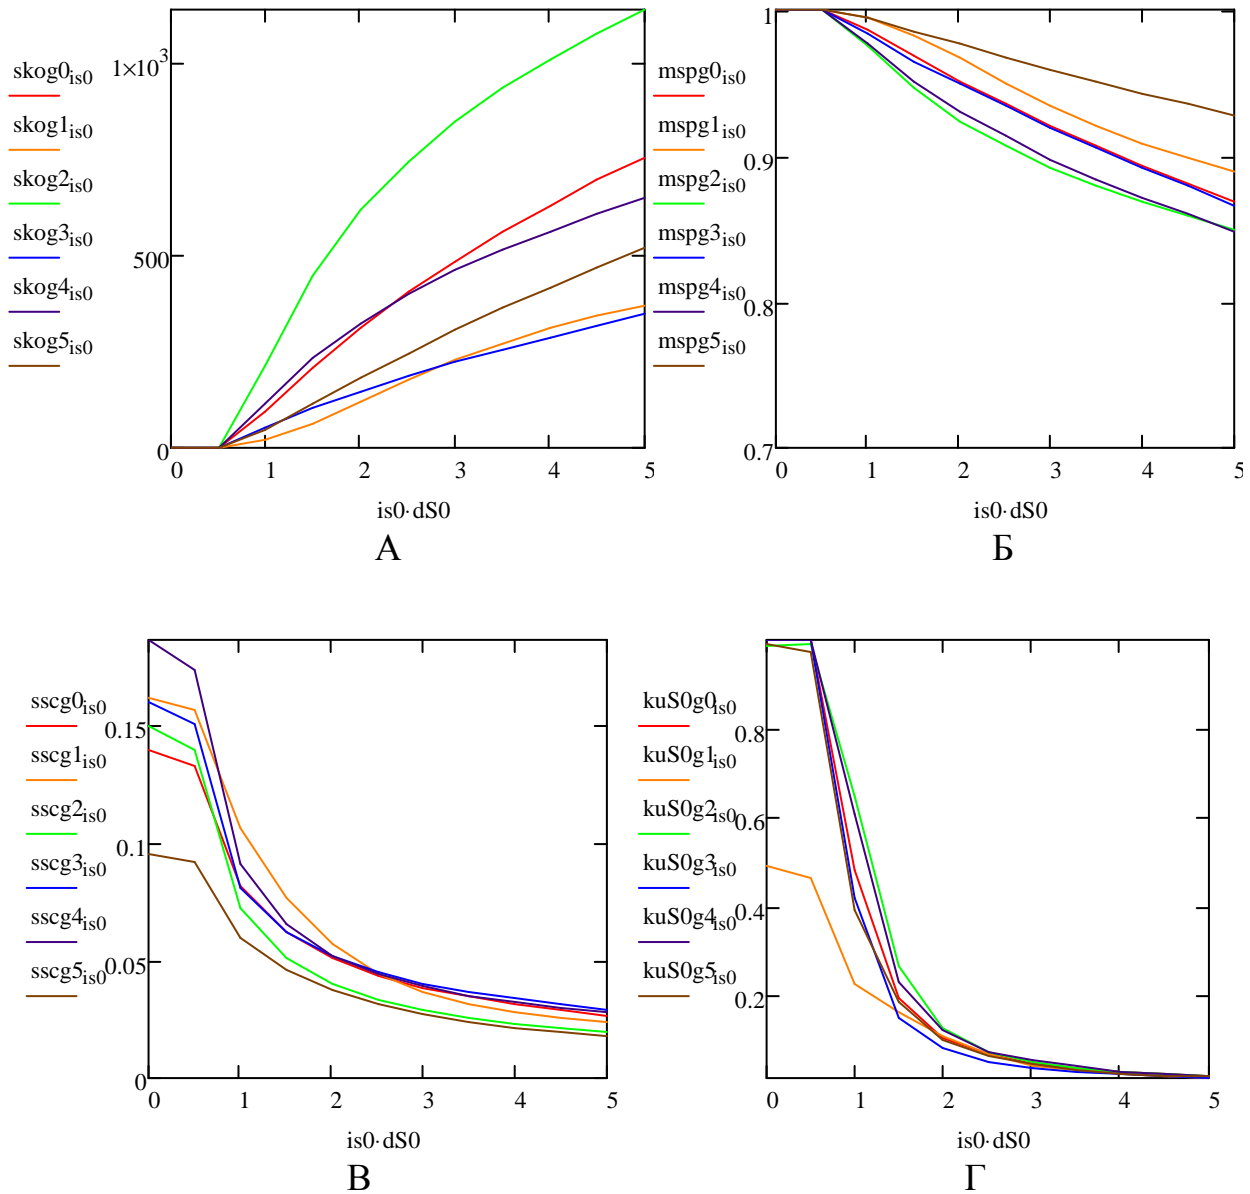 skog0is0
skog1is0
skog2is0
skog3is0
skog4is0
skog5is0
1×10³
500
0
0 1 2 3 4 5
is0·dS0
А
mspg0is0
mspg1is0
mspg2is0
mspg3is0
mspg4is0
mspg5is0
1
0.9
0.8
0.7
0 1 2 3 4 5
is0·dS0
Б
sscg0is0
sscg1is0
sscg2is0
sscg3is0
sscg4is0
sscg5is0
0.15
0.1
0.05
0
0 1 2 3 4 5
is0·dS0
В
kuS0g0is0
kuS0g1is0
kuS0g2is0
kuS0g3is0
kuS0g4is0
kuS0g5is0
0.8
0.6
0.4
0.2
0 1 2 3 4 5
is0·dS0
Г